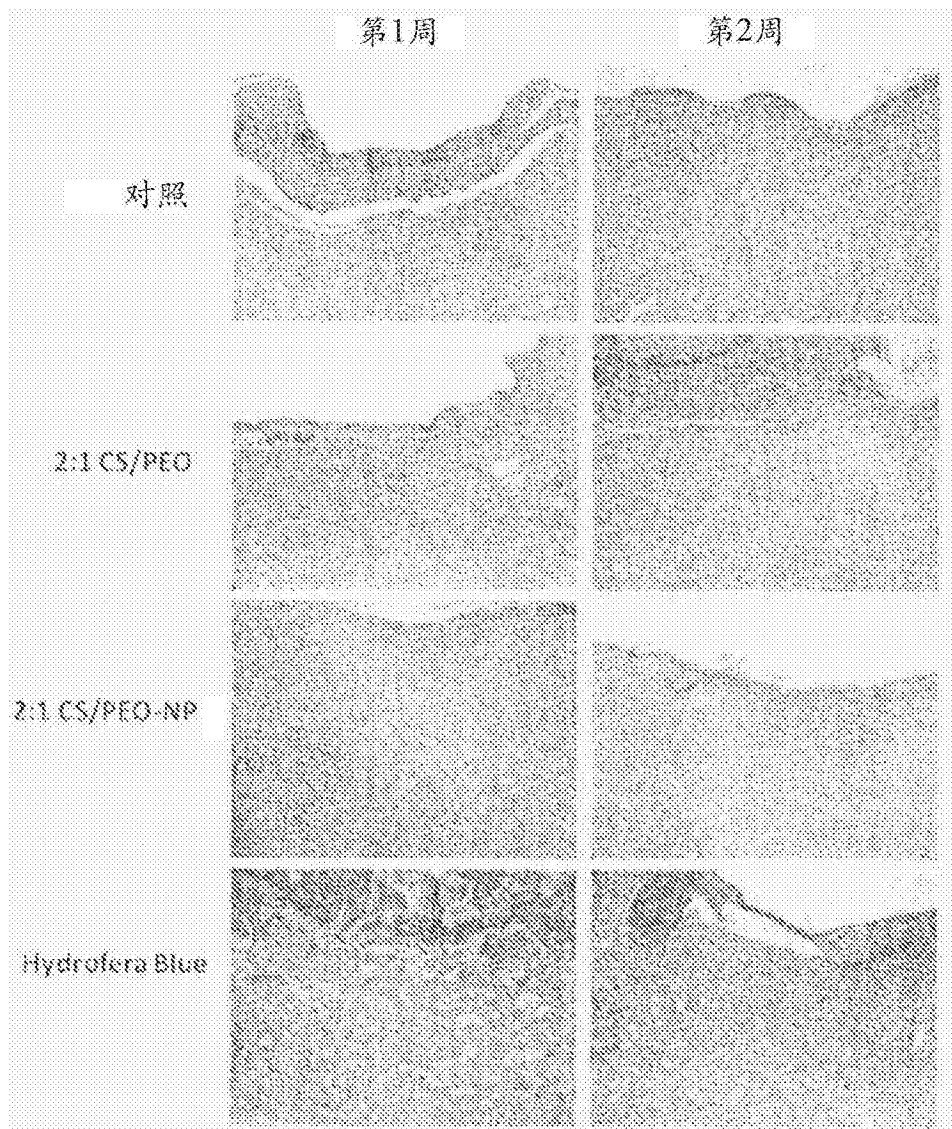 第1周 第2周
对照
2:1 CS/PEO
2:1 CS/PEO-NP
Hydrofera Blue